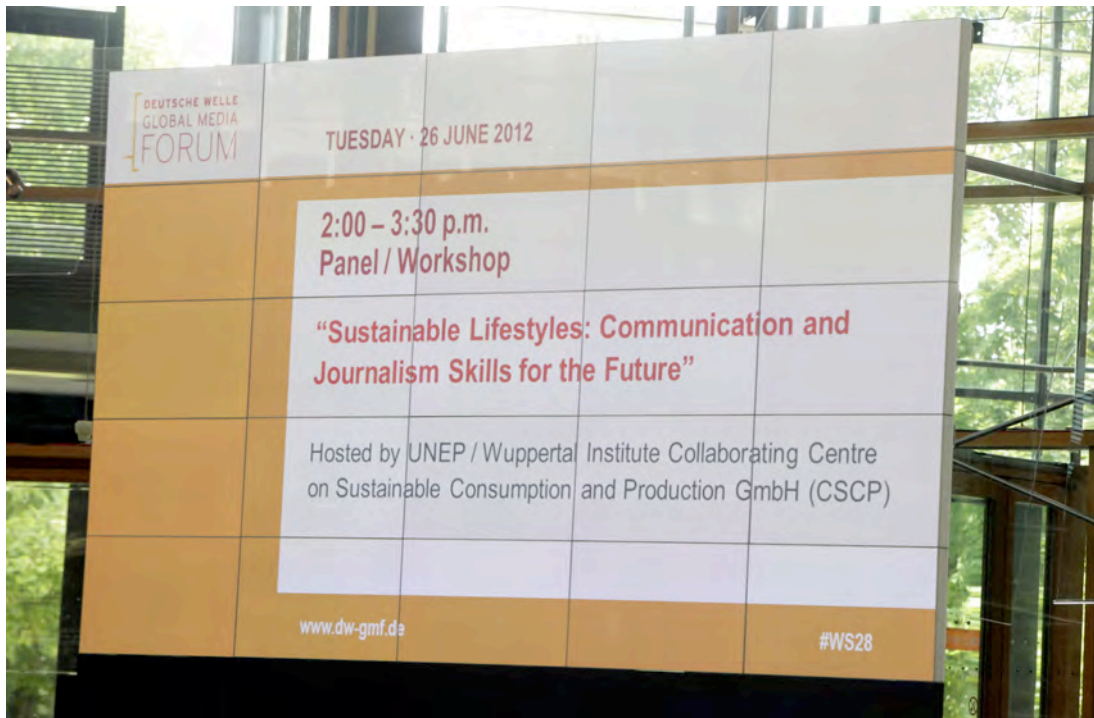 DEUTSCHE WELLE
GLOBAL MEDIA
FORUM
TUESDAY · 26 JUNE 2012
2:00 – 3:30 p.m.
Panel / Workshop
“Sustainable Lifestyles: Communication and
Journalism Skills for the Future”
Hosted by UNEP / Wuppertal Institute Collaborating Centre
on Sustainable Consumption and Production GmbH (CSCP)
www.dw-gmf.de
#WS28